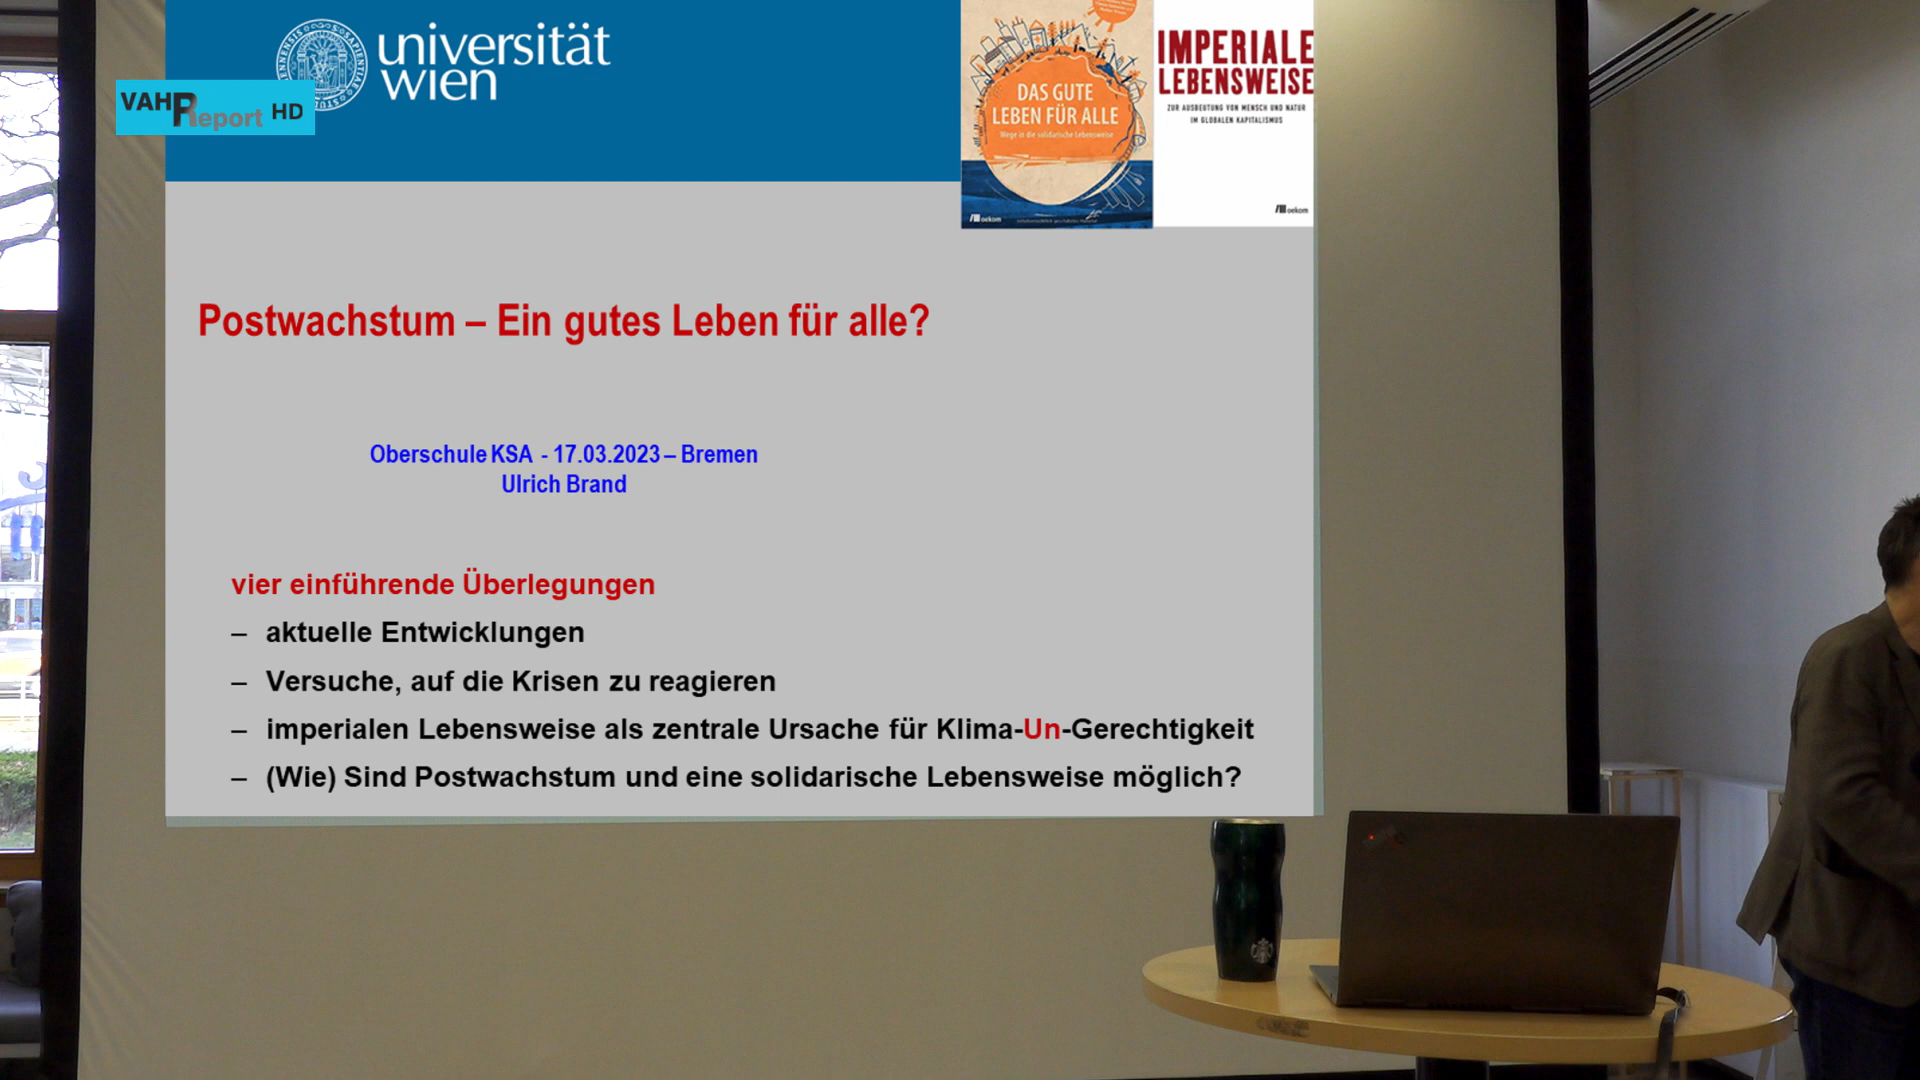 universität
wien
VAHR Report HD
DAS GUTE
LEBEN FÜR ALLE
Wege in die solidarische Lebensweise
oekom
IMPERIALE
LEBENSWEISE
ZUR AUSBEUTUNG VON MENSCH UND NATUR
IM GLOBALEN KAPITALISMUS
oekom
Postwachstum – Ein gutes Leben für alle?
Oberschule KSA - 17.03.2023 – Bremen
Ulrich Brand
vier einführende Überlegungen
– aktuelle Entwicklungen
– Versuche, auf die Krisen zu reagieren
– imperialen Lebensweise als zentrale Ursache für Klima-Un-Gerechtigkeit
– (Wie) Sind Postwachstum und eine solidarische Lebensweise möglich?